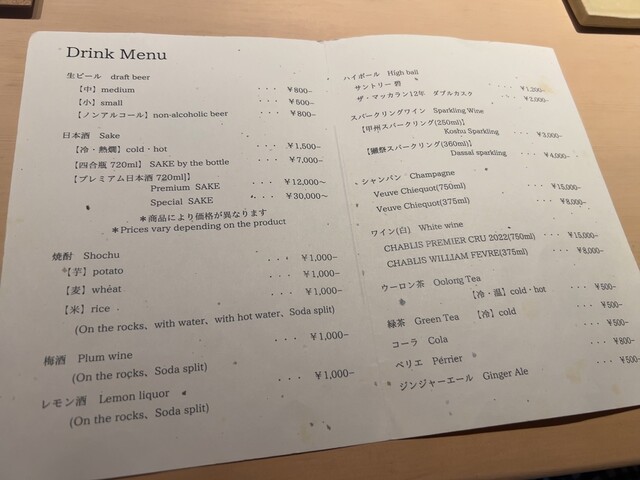 Drink Menu
生ビール draft beer
【中】medium ・・・ ¥800~
【小】small ・・・ ¥500~
【ノンアルコール】non-alcoholic beer ・・・ ¥800~
日本酒 Sake
【冷・熱燗】cold・hot ・・・ ¥1,500~
【四合瓶 720ml】 SAKE by the bottle ・・・ ¥7,000~
【プレミアム日本酒 720ml】
Premium SAKE ・・・ ¥12,000~
Special SAKE ・・・ ¥30,000~
＊商品により価格が異なります
＊Prices vary depending on the product
焼酎 Shochu ・・・ ¥1,000~
【芋】potato ・・・ ¥1,000~
【麦】wheat ・・・ ¥1,000~
【米】rice
(On the rocks、with water、with hot water、Soda split)
・・・ ¥1,000~
梅酒 Plum wine
(On the rocks、Soda split)
・・・ ¥1,000~
レモン酒 Lemon liquor
(On the rocks、Soda split)
ハイボール High ball
サントリー 碧 ・・・ ¥1,200~
ザ・マッカラン12年 ダブルカスク ・・・ ¥2,000~
スパークリングワイン Sparkling Wine
【甲州スパークリング(250ml)】
Koshu Sparkling ・・・ ¥3,000~
【獺祭スパークリング(360ml)】
Dassai sparkling ・・・ ¥4,000~
シャンパン Champagne
Veuve Chiequot(750ml) ・・・ ¥15,000~
Veuve Chiequot(375ml) ・・・ ¥8,000~
ワイン(白) White wine
CHABLIS PREMIER CRU 2022(750ml) ・・・ ¥15,000~
CHABLIS WILLIAM FEVRE(375ml) ・・・ ¥8,000~
ウーロン茶 Oolong Tea
【冷・温】cold・hot ・・・ ¥500~
緑茶 Green Tea 【冷】cold ・・・ ¥500~
コーラ Cola ・・・ ¥500~
ペリエ Perrier ・・・ ¥800~
ジンジャーエール Ginger Ale ・・・ ¥500~